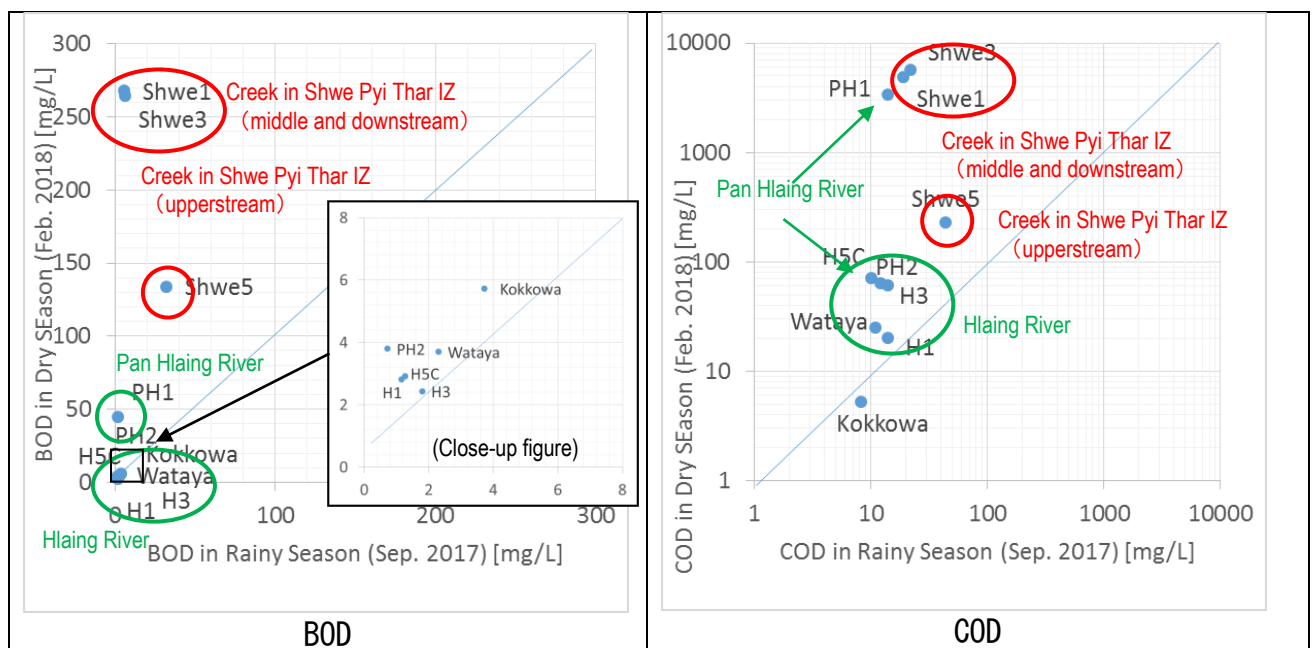 300
250
200
150
100
50
0
BOD in Dry SEason (Feb. 2018) [mg/L]
Shwe1
Shwe3
Creek in Shwe Pyi Thar IZ
(middle and downstream)
Creek in Shwe Pyi Thar IZ
(upperstream)
Shwe5
Pan Hlaing River
PH1
PH2
H5C
Kokkowa
Wataya
H3
H1
Hlaing River
0
100
200
300
BOD in Rainy Season (Sep. 2017) [mg/L]
8
6
4
2
0
Kokkowa
PH2
Wataya
H5C
H1
H3
(Close-up figure)
0
2
4
6
8
BOD
10000
1000
100
10
1
COD in Dry SEason (Feb. 2018) [mg/L]
Shwe3
PH1
Shwe1
Creek in Shwe Pyi Thar IZ
(middle and downstream)
Pan Hlaing River
Shwe5
Creek in Shwe Pyi Thar IZ
(upperstream)
H5C
PH2
H3
Wataya
Hlaing River
H1
Kokkowa
1
10
100
1000
10000
COD in Rainy Season (Sep. 2017) [mg/L]
COD